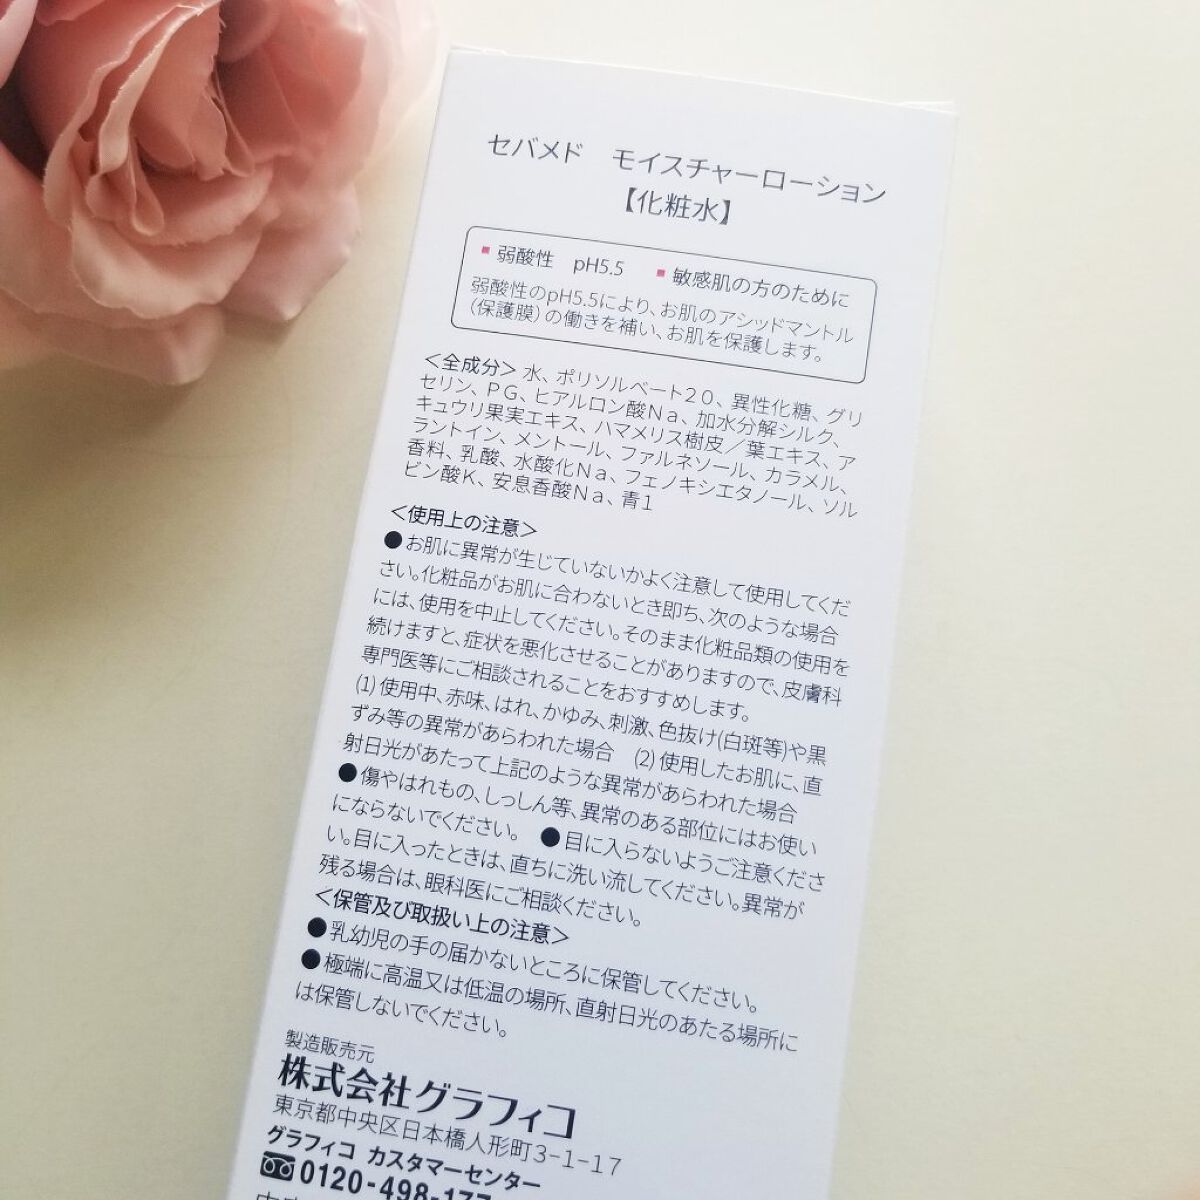 セバメド モイスチャーローション
【化粧水】
▪弱酸性 pH5.5 ▪敏感肌の方のために
弱酸性のpH5.5により、お肌のアシッドマントル
(保護膜)の働きを補い、お肌を保護します。
＜全成分＞水、ポリソルベート20、異性化糖、グリ
セリン、PG、ヒアルロン酸Na、加水分解シルク、
キュウリ果実エキス、ハマメリス樹皮／葉エキス、ア
ラントイン、メントール、ファルネソール、カラメル、
香料、乳酸、水酸化Na、フェノキシエタノール、ソル
ビン酸K、安息香酸Na、青1
＜使用上の注意＞
●お肌に異常が生じていないかよく注意して使用してくだ
さい。化粧品がお肌に合わないとき即ち、次のような場合
には、使用を中止してください。そのまま化粧品類の使用を
続けますと、症状を悪化させることがありますので、皮膚科
専門医等にご相談されることをおすすめします。
(1)使用中、赤味、はれ、かゆみ、刺激、色抜け(白斑等)や黒
ずみ等の異常があらわれた場合 (2)使用したお肌に、直
射日光があたって上記のような異常があらわれた場合
●傷やはれもの、しっしん等、異常のある部位にはお使い
にならないでください。 ●目に入らないようご注意くださ
い。目に入ったときは、直ちに洗い流してください。異常が
残る場合は、眼科医にご相談ください。
＜保管及び取扱い上の注意＞
●乳幼児の手の届かないところに保管してください。
●極端に高温又は低温の場所、直射日光のあたる場所に
は保管しないでください。
製造販売元
株式会社グラフィコ
東京都中央区日本橋人形町3-1-17
グラフィコ カスタマーセンター
0120-498-177